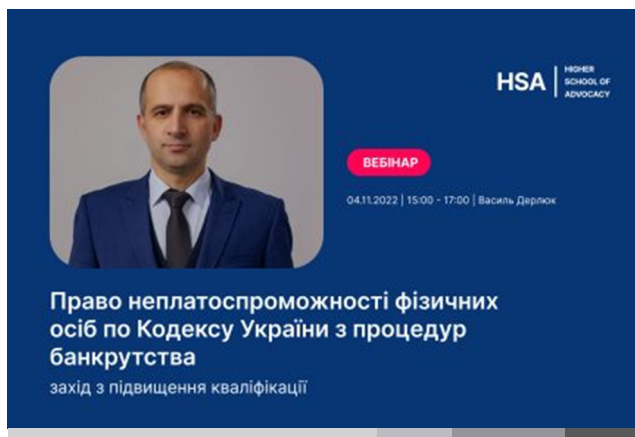 HSA
HIGHER
SCHOOL OF
ADVOCACY
ВЕБІНАР
04.11.2022 | 15:00 - 17:00 | Василь Дерлюк
Право неплатоспроможності фізичних
осіб по Кодексу України з процедур
банкрутства
захід з підвищення кваліфікації